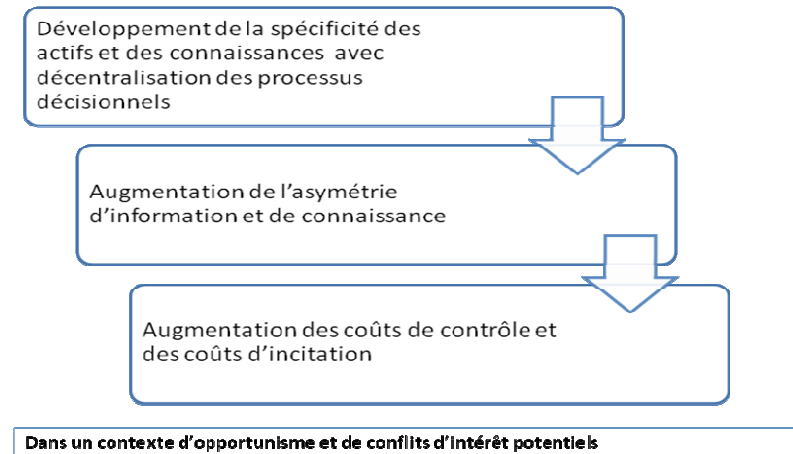 Développement de la spécificité des
actifs et des connaissances avec
décentralisation des processus
décisionnels
Augmentation de l'asymétrie
d'information et de connaissance
Augmentation des coûts de contrôle et
des coûts d'incitation
Dans un contexte d'opportunisme et de conflits d'intérêt potentiels